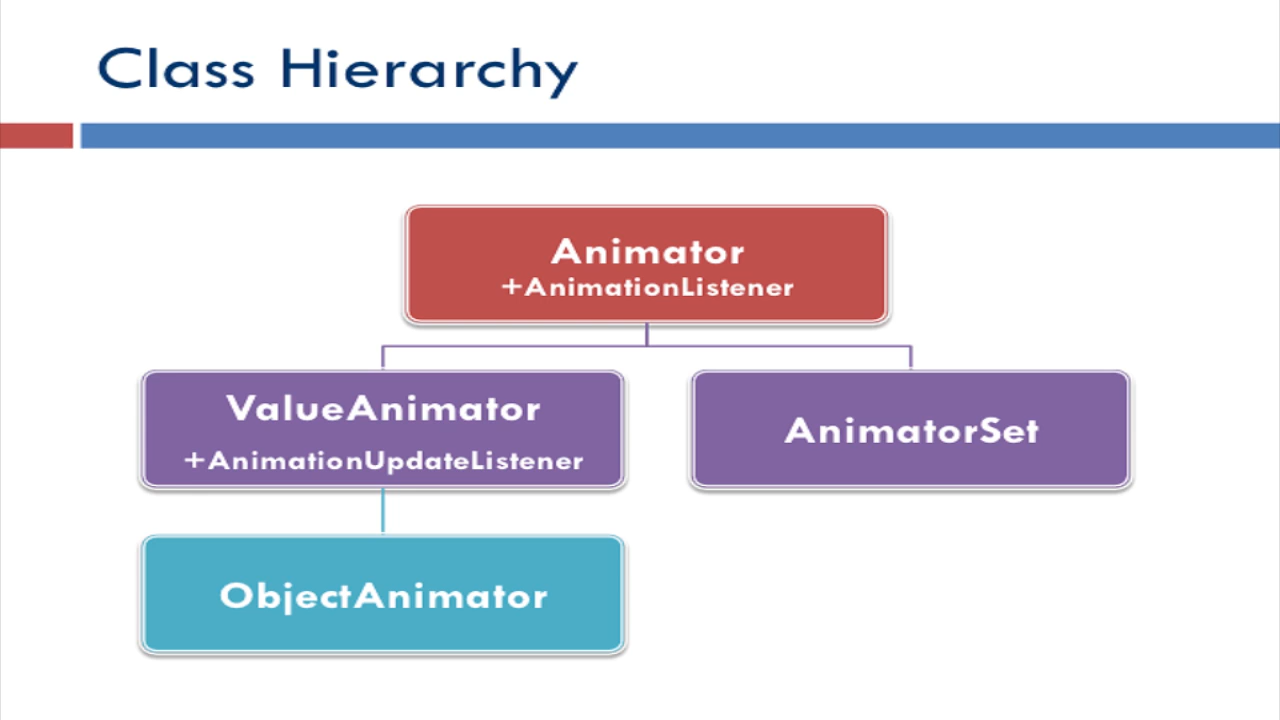 Class Hierarchy
Animator
+AnimationListener
ValueAnimator
+AnimationUpdateListener
AnimatorSet
ObjectAnimator